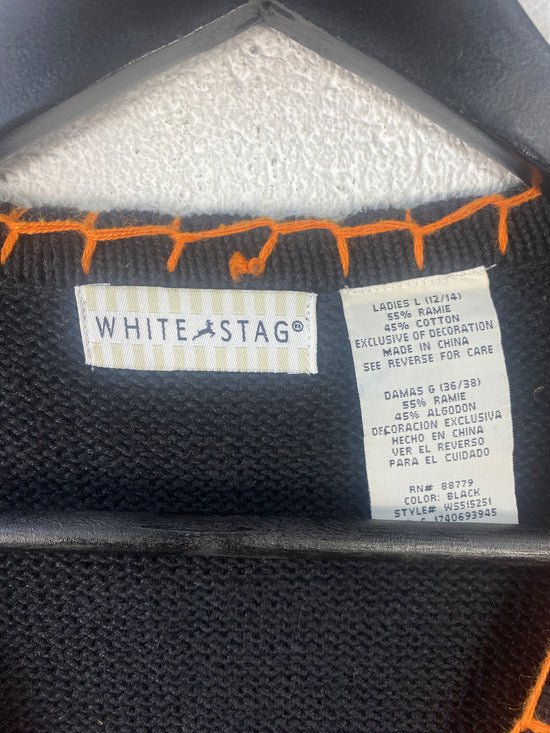 WHITE STAG®
LADIES L (12/14)
55% RAMIE
45% COTTON
EXCLUSIVE OF DECORATION
MADE IN CHINA
SEE REVERSE FOR CARE
DAMAS G (36/38)
55% RAMIE
45% ALGODON
DECORACION EXCLUSIVA
HECHO EN CHINA
VER EL REVERSO
PARA EL CUIDADO
RN# 88779
COLOR: BLACK
STYLE# WS515251
1740693945